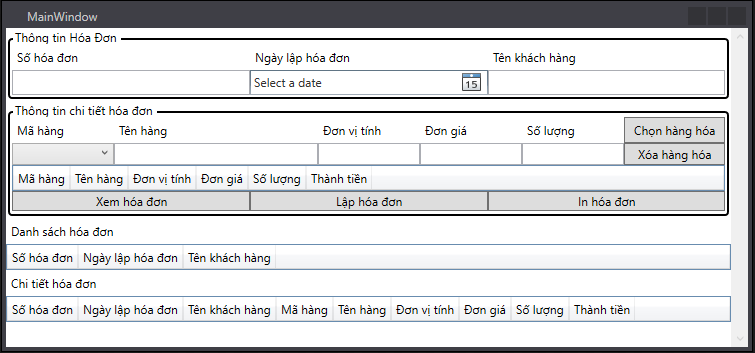 MainWindow
Thông tin Hóa Đơn
Số hóa đơn Ngày lập hóa đơn Tên khách hàng
Select a date 15
Thông tin chi tiết hóa đơn
Mã hàng Tên hàng Đơn vị tính Đơn giá Số lượng Chọn hàng hóa
Xóa hàng hóa
Mã hàng Tên hàng Đơn vị tính Đơn giá Số lượng Thành tiền
Xem hóa đơn Lập hóa đơn In hóa đơn
Danh sách hóa đơn
Số hóa đơn Ngày lập hóa đơn Tên khách hàng
Chi tiết hóa đơn
Số hóa đơn Ngày lập hóa đơn Tên khách hàng Mã hàng Tên hàng Đơn vị tính Đơn giá Số lượng Thành tiền